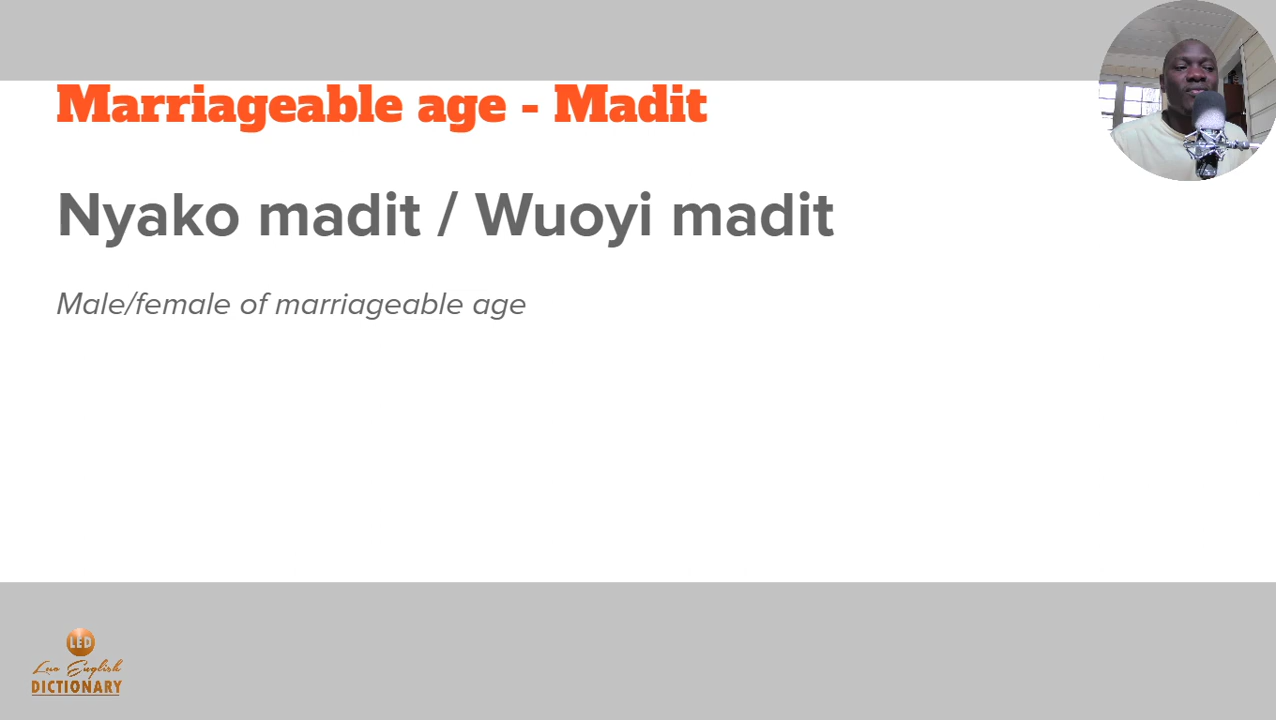 Marriageable age - Madit
Nyako madit / Wuoyi madit
Male/female of marriageable age
LED
Luo English
DICTIONARY